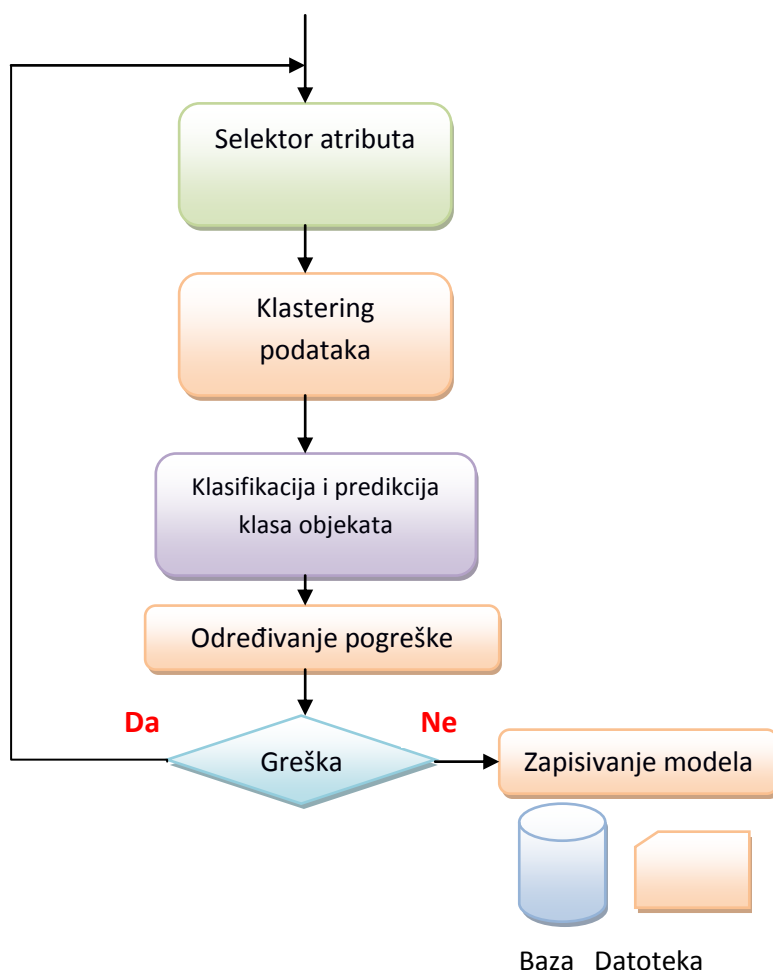 Selektor atributa
Klastering
podataka
Klasifikacija i predikcija
klasa objekata
Određivanje pogreške
Da
Ne
Greška
Zapisivanje modela
Baza Datoteka